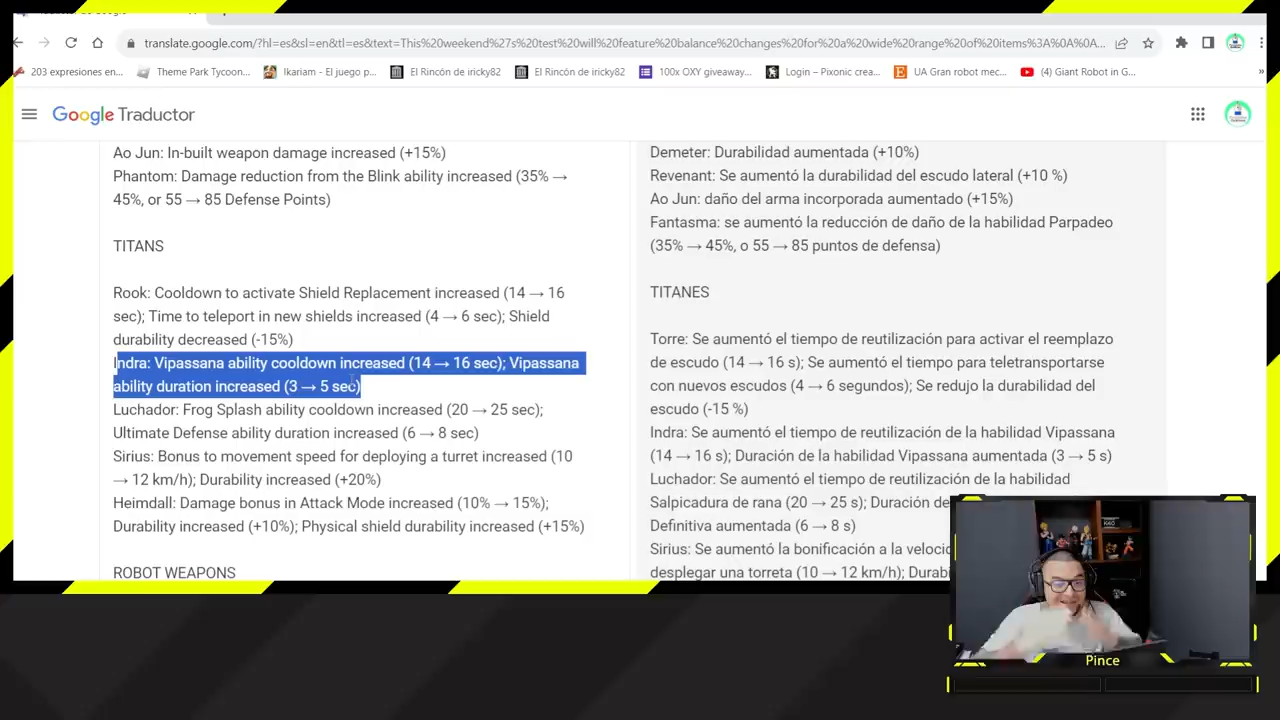 translate.google.com/?hl=es&sl=en&tl=es&text=This%20weekend%27s%20test%20will%20feature%20balance%20changes%20for%20a%20wide%20range%20of%20items%3A%0A%0A...
203 expresiones en...
Theme Park Tycoon...
Ikariam - El juego p...
El Rincón de iricky82
El Rincón de iricky82
100x OXY giveaway...
Login – Pixonic crea...
UA Gran robot mec...
(4) Giant Robot in G...
»
Google Traductor
Ao Jun: In-built weapon damage increased (+15%)
Phantom: Damage reduction from the Blink ability increased (35% →
45%, or 55 → 85 Defense Points)
TITANS
Rook: Cooldown to activate Shield Replacement increased (14 → 16
sec); Time to teleport in new shields increased (4 → 6 sec); Shield
durability decreased (-15%)
Indra: Vipassana ability cooldown increased (14 → 16 sec); Vipassana
ability duration increased (3 → 5 sec)
Luchador: Frog Splash ability cooldown increased (20 → 25 sec);
Ultimate Defense ability duration increased (6 → 8 sec)
Sirius: Bonus to movement speed for deploying a turret increased (10
→ 12 km/h); Durability increased (+20%)
Heimdall: Damage bonus in Attack Mode increased (10% → 15%);
Durability increased (+10%); Physical shield durability increased (+15%)
ROBOT WEAPONS
Demeter: Durabilidad aumentada (+10%)
Revenant: Se aumentó la durabilidad del escudo lateral (+10 %)
Ao Jun: daño del arma incorporada aumentado (+15%)
Fantasma: se aumentó la reducción de daño de la habilidad Parpadeo
(35% → 45%, o 55 → 85 puntos de defensa)
TITANES
Torre: Se aumentó el tiempo de reutilización para activar el reemplazo
de escudo (14 → 16 s); Se aumentó el tiempo para teletransportarse
con nuevos escudos (4 → 6 segundos); Se redujo la durabilidad del
escudo (-15 %)
Indra: Se aumentó el tiempo de reutilización de la habilidad Vipassana
(14 → 16 s); Duración de la habilidad Vipassana aumentada (3 → 5 s)
Luchador: Se aumentó el tiempo de reutilización de la habilidad
Salpicadura de rana (20 → 25 s); Duración de
Definitiva aumentada (6 → 8 s)
Sirius: Se aumentó la bonificación a la veloci
desplegar una torreta (10 → 12 km/h); Durabi
Pince